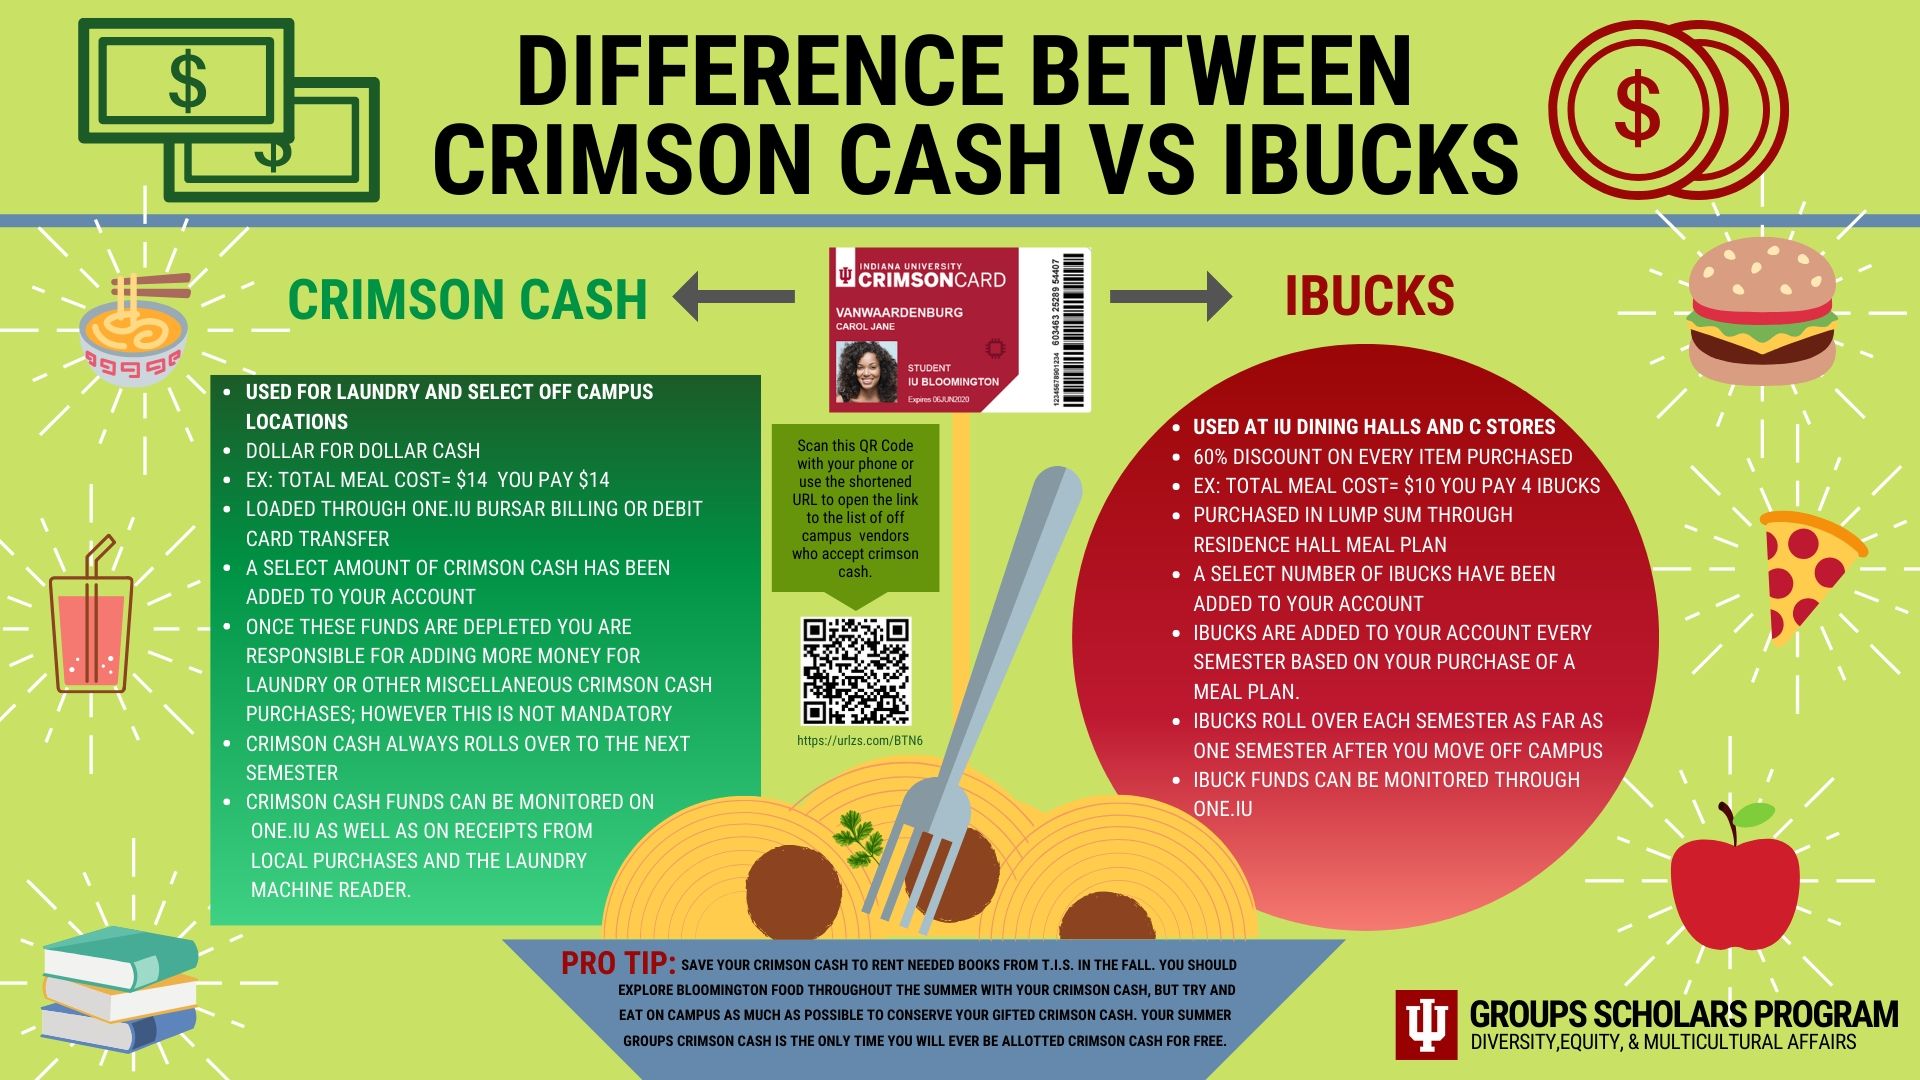 $
$
DIFFERENCE BETWEEN
CRIMSON CASH VS IBUCKS
$
CRIMSON CASH
INDIANA UNIVERSITY
CRIMSONCARD
VANWAARDENBURG
CAROL JANE
STUDENT
IU BLOOMINGTON
Expires 06JUN2020
603463 25289 54407
12345678901234
IBUCKS
• USED FOR LAUNDRY AND SELECT OFF CAMPUS
LOCATIONS
• DOLLAR FOR DOLLAR CASH
• EX: TOTAL MEAL COST= $14 YOU PAY $14
• LOADED THROUGH ONE.IU BURSAR BILLING OR DEBIT
CARD TRANSFER
• A SELECT AMOUNT OF CRIMSON CASH HAS BEEN
ADDED TO YOUR ACCOUNT
• ONCE THESE FUNDS ARE DEPLETED YOU ARE
RESPONSIBLE FOR ADDING MORE MONEY FOR
LAUNDRY OR OTHER MISCELLANEOUS CRIMSON CASH
PURCHASES; HOWEVER THIS IS NOT MANDATORY
• CRIMSON CASH ALWAYS ROLLS OVER TO THE NEXT
SEMESTER
• CRIMSON CASH FUNDS CAN BE MONITORED ON
ONE.IU AS WELL AS ON RECEIPTS FROM
LOCAL PURCHASES AND THE LAUNDRY
MACHINE READER.
Scan this QR Code
with your phone or
use the shortened
URL to open the link
to the list of off
campus vendors
who accept crimson
cash.
https://urlzs.com/BTN6
• USED AT IU DINING HALLS AND C STORES
• 60% DISCOUNT ON EVERY ITEM PURCHASED
• EX: TOTAL MEAL COST= $10 YOU PAY 4 IBUCKS
• PURCHASED IN LUMP SUM THROUGH
RESIDENCE HALL MEAL PLAN
• A SELECT NUMBER OF IBUCKS HAVE BEEN
ADDED TO YOUR ACCOUNT
• IBUCKS ARE ADDED TO YOUR ACCOUNT EVERY
SEMESTER BASED ON YOUR PURCHASE OF A
MEAL PLAN.
• IBUCKS ROLL OVER EACH SEMESTER AS FAR AS
ONE SEMESTER AFTER YOU MOVE OFF CAMPUS
• IBUCK FUNDS CAN BE MONITORED THROUGH
ONE.IU
PRO TIP: SAVE YOUR CRIMSON CASH TO RENT NEEDED BOOKS FROM T.I.S. IN THE FALL. YOU SHOULD
EXPLORE BLOOMINGTON FOOD THROUGHOUT THE SUMMER WITH YOUR CRIMSON CASH, BUT TRY AND
EAT ON CAMPUS AS MUCH AS POSSIBLE TO CONSERVE YOUR GIFTED CRIMSON CASH. YOUR SUMMER
GROUPS CRIMSON CASH IS THE ONLY TIME YOU WILL EVER BE ALLOTTED CRIMSON CASH FOR FREE.
GROUPS SCHOLARS PROGRAM
DIVERSITY,EQUITY, & MULTICULTURAL AFFAIRS